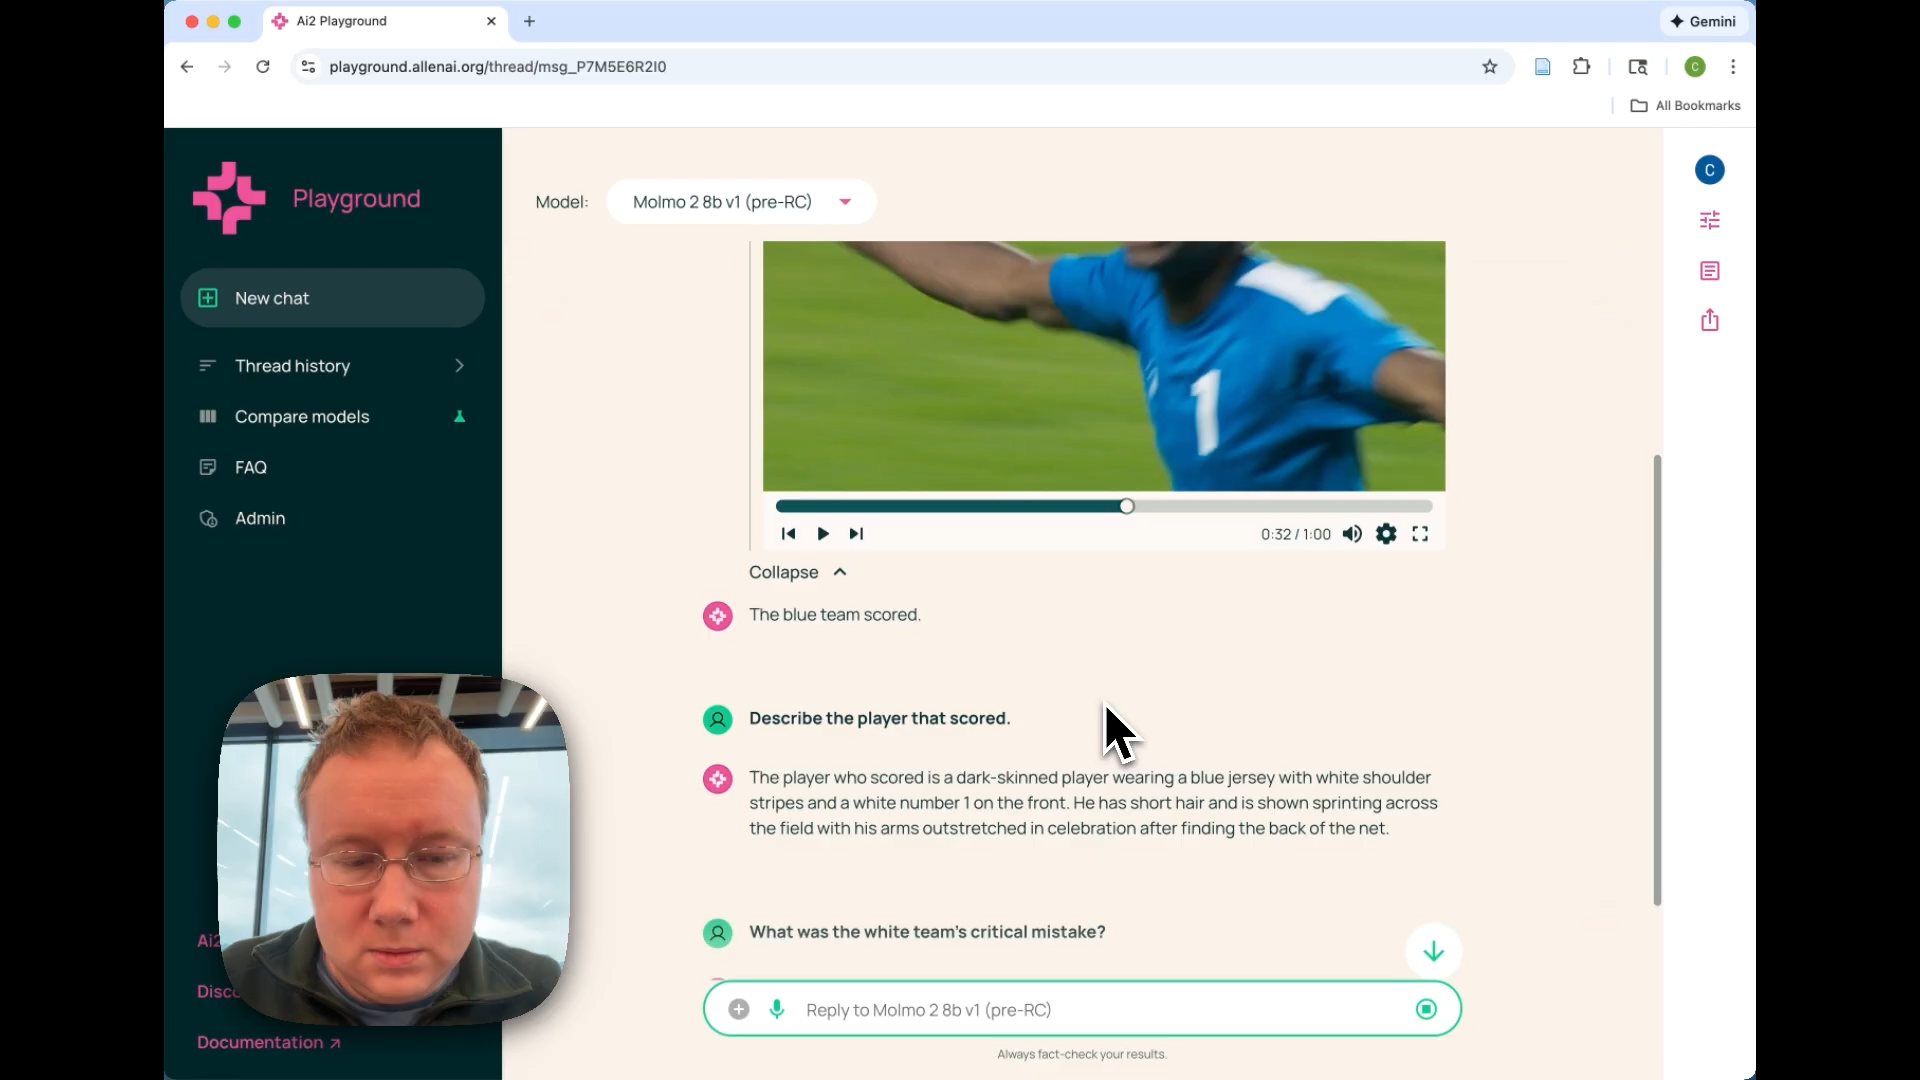 Ai2 Playground
Gemini
playground.allenai.org/thread/msg_P7M5E6R2I0
C
All Bookmarks
Playground
Model:
Molmo 2 8b v1 (pre-RC)
C
New chat
Thread history
Compare models
FAQ
Admin
1
0:32 / 1:00
Collapse
The blue team scored.
Describe the player that scored.
The player who scored is a dark-skinned player wearing a blue jersey with white shoulder
stripes and a white number 1 on the front. He has short hair and is shown sprinting across
the field with his arms outstretched in celebration after finding the back of the net.
What was the white team's critical mistake?
Reply to Molmo 2 8b v1 (pre-RC)
Always fact-check your results.
Documentation